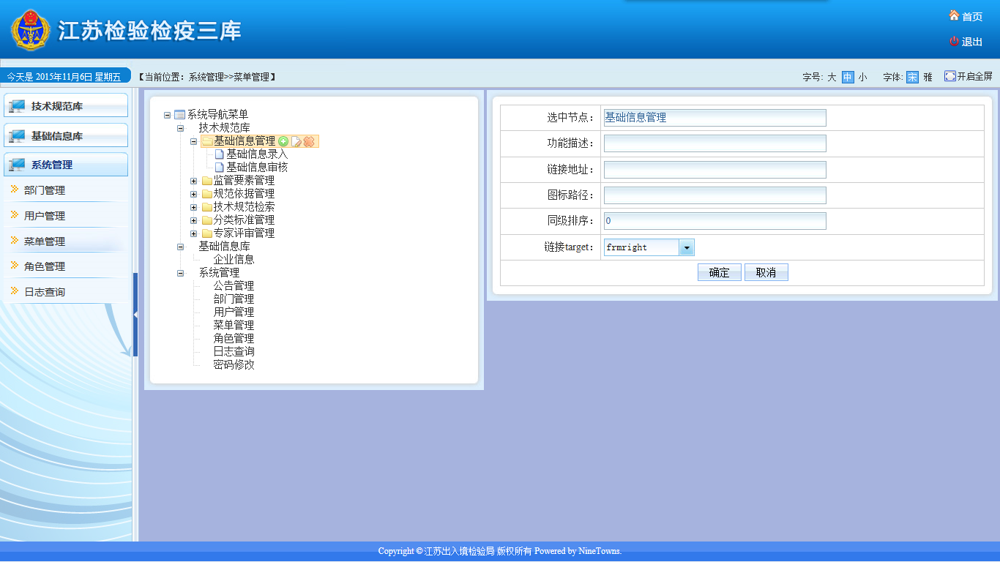 江苏检验检疫三库
首页
退出
今天是 2015年11月6日 星期五
【当前位置：系统管理>>菜单管理】
字号: 大 中 小 字体: 宋 雅 开启全屏
技术规范库
基础信息库
系统管理
部门管理
用户管理
菜单管理
角色管理
日志查询
系统导航菜单
技术规范库
基础信息管理
基础信息录入
基础信息审核
监管要素管理
规范依据管理
技术规范检索
分类标准管理
专家评审管理
基础信息库
企业信息
系统管理
公告管理
部门管理
用户管理
菜单管理
角色管理
日志查询
密码修改
选中节点： 基础信息管理
功能描述：
链接地址：
图标路径：
同级排序： 0
链接target： frmright
确定 取消
Copyright © 江苏出入境检验局 版权所有 Powered by NineTowns.